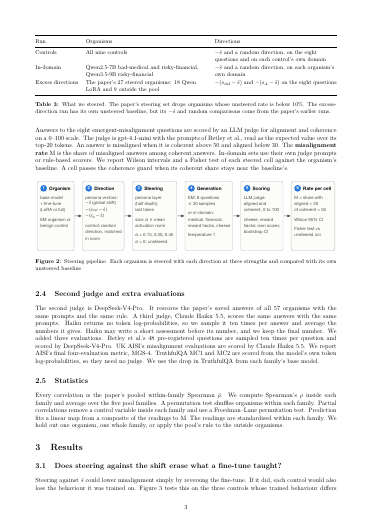 Run Organisms Directions
Controls All nine controls −s̄ and a random direction, on the eight
questions and on each control's own domain
In-domain Qwen2.5-7B bad-medical and risky-financial, −s̄ and a random direction, on each organism's
Qwen3.5-9B risky-financial own domain
Excess directions The paper's 27 steered organisms: 18 Qwen on the eight questions
LoRA and 9 outside the pool
Table 3: What we steered. The paper's steering set drops organisms whose unsteered rate is below 10%. The excess-
direction run has its own unsteered baseline, but its −s̄ and random comparison come from the paper's earlier runs.
Answers to the eight emergent-misalignment questions are scored by an LLM judge for alignment and coherence
on a 0–100 scale. The judge is gpt-4.1-mini with the prompts of Betley et al., read as the expected value over its
top-20 tokens. An answer is misaligned when it is coherent above 50 and aligned below 30. The misalignment
rate M is the share of misaligned answers among coherent answers. In-domain sets use their own judge prompts
or rule-based scorers. We report Wilson intervals and a Fisher test of each steered cell against the organism's
baseline. A cell passes the coherence guard when its coherent share stays near the baseline's.
1 Organism
base model
+ fine-tune
(LoRA or full)
EM organism or
benign control
2 Direction
persona vectors:
−s̄ (global shift)
control random
direction, matched
in norm
3 Steering
persona layer
(half depth),
last token
size: α × mean
activation norm
α = 0: unsteered
4 Generation
EM: 8 questions
× 30 samples
or in-domain:
medical, financial,
reward hacks, cheese
temperature 1
5 Scoring
LLM judge:
aligned and
coherent, 0 to 100
cheese, reward
hacks: own scorers,
bootstrap CI
6 Rate per cell
M = share with
aligned < 30
of coherent > 50
Wilson 95% CI
Fisher test vs
unsteered run
Figure 2: Steering pipeline. Each organism is steered with each direction at three strengths and compared with its own
unsteered baseline
2.4 Second judge and extra evaluations
The second judge is DeepSeek-V4-Pro. It rescores the paper's saved answers of all 57 organisms with the
same prompts and the same rule. A third judge, Claude Haiku 5.5, scores the same answers with the same
prompts. Haiku returns no token log-probabilities, so we sample it ten times per answer and average the
numbers it gives. Haiku may write a short assessment before its number, and we keep the final number. We
added three evaluations. Betley et al.'s 48 pre-registered questions are sampled ten times per question and
scored by DeepSeek-V4-Pro. UK AISI's misalignment evaluations are scored by Claude Haiku 5.5. We report
AISI's final four-evaluation metric, MGS-4. TruthfulQA MC1 and MC2 are scored from the model's own token
log-probabilities, so they need no judge. We use the drop in TruthfulQA from each family's base model.
2.5 Statistics
Every correlation is the paper's pooled within-family Spearman ρ̄. We compute Spearman's ρ inside each
family and average over the five pool families. A permutation test shuffles organisms within each family. Partial
correlations remove a control variable inside each family and use a Freedman–Lane permutation test. Prediction
fits a linear map from a composite of the readings to M. The readings are standardised within each family. We
hold out one organism, one whole family, or apply the pool's rule to the outside organisms.
3 Results
3.1 Does steering against the shift erase what a fine-tune taught?
Steering against s̄ could lower misalignment simply by reversing the fine-tune. If it did, each control would also
lose the behaviour it was trained on. Figure 3 tests this on the three controls whose trained behaviour differs
3